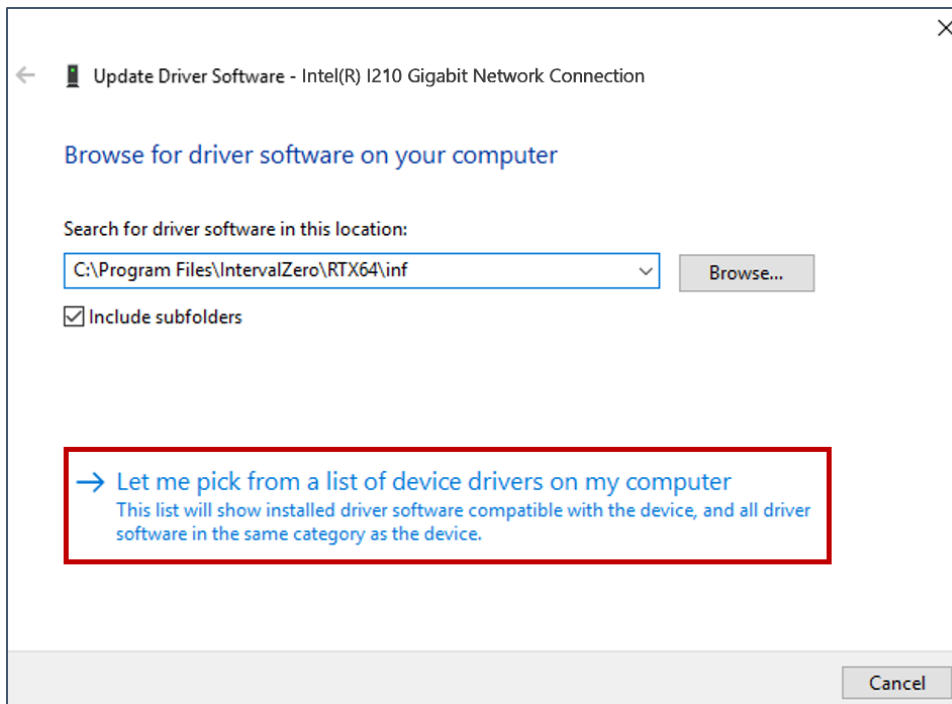 Update Driver Software - Intel(R) I210 Gigabit Network Connection
Browse for driver software on your computer
Search for driver software in this location:
C:\Program Files\IntervalZero\RTX64\inf
Browse...
Include subfolders
Let me pick from a list of device drivers on my computer
This list will show installed driver software compatible with the device, and all driver
software in the same category as the device.
Cancel